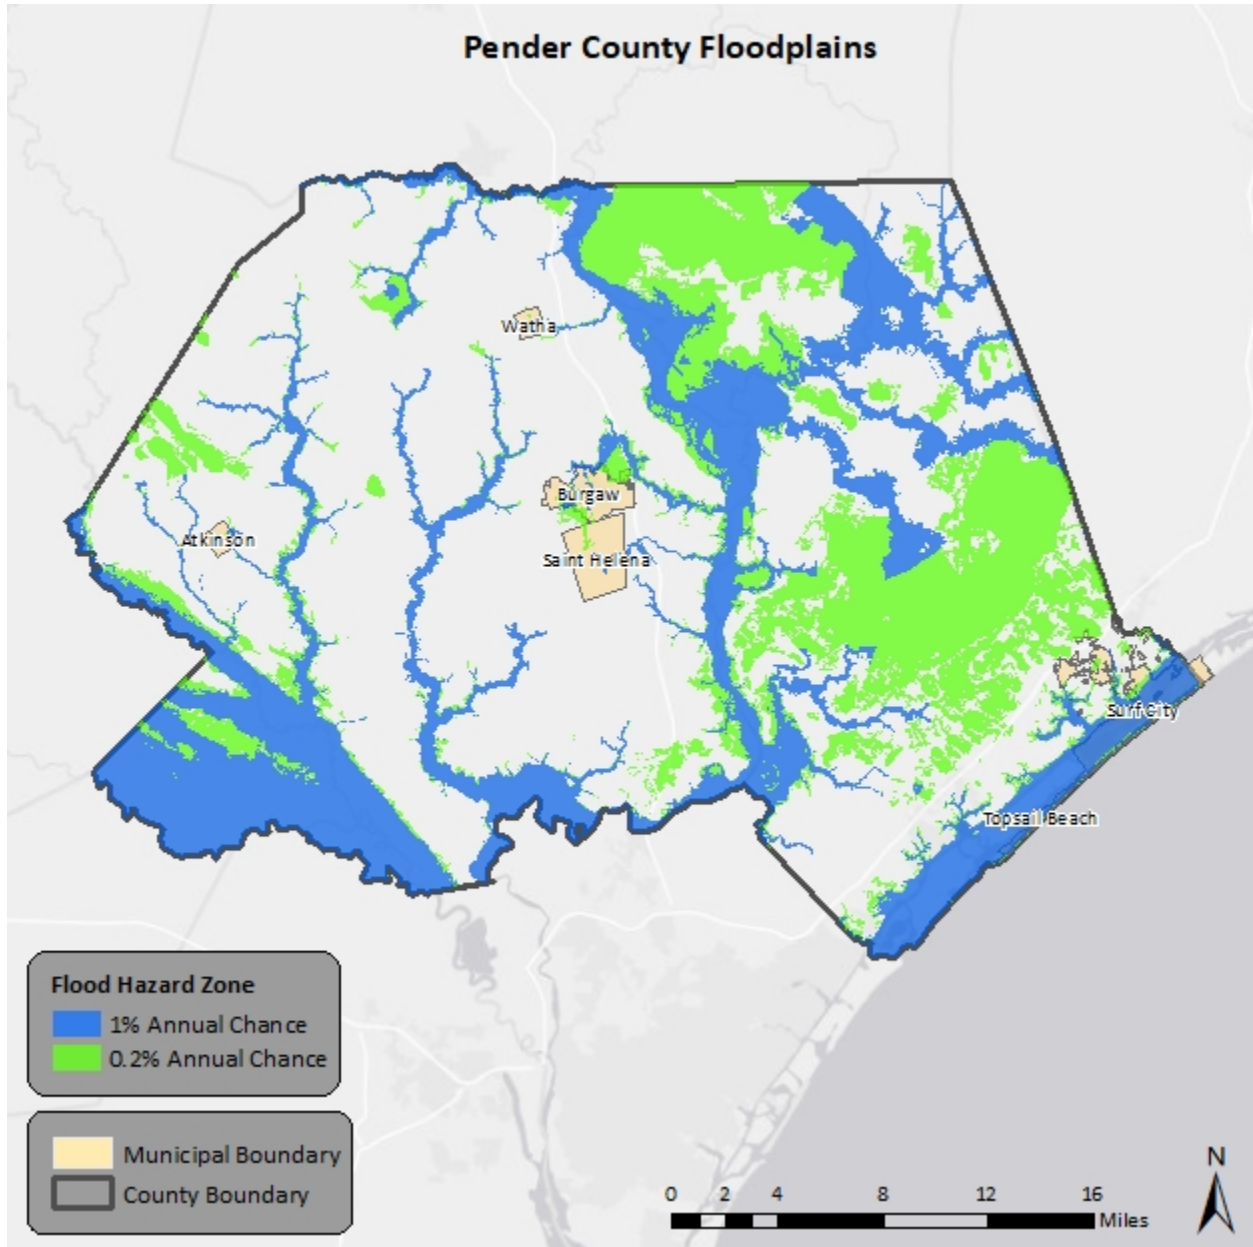 Pender County Floodplains
Watha
Burgaw
Atkinson
Saint Helena
Surf City
Topsail Beach
Flood Hazard Zone
1% Annual Chance
0.2% Annual Chance
Municipal Boundary
County Boundary
N
0 2 4 8 12 16
Miles